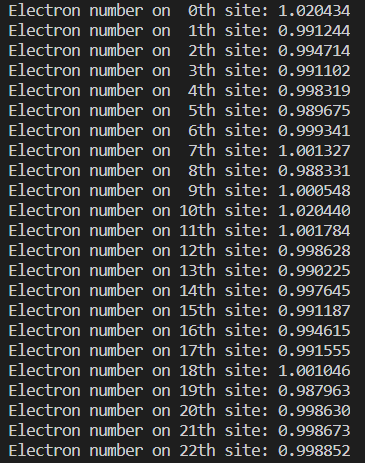 Electron number on  0th site: 1.020434
Electron number on  1th site: 0.991244
Electron number on  2th site: 0.994714
Electron number on  3th site: 0.991102
Electron number on  4th site: 0.998319
Electron number on  5th site: 0.989675
Electron number on  6th site: 0.999341
Electron number on  7th site: 1.001327
Electron number on  8th site: 0.988331
Electron number on  9th site: 1.000548
Electron number on 10th site: 1.020440
Electron number on 11th site: 1.001784
Electron number on 12th site: 0.998628
Electron number on 13th site: 0.990225
Electron number on 14th site: 0.997645
Electron number on 15th site: 0.991187
Electron number on 16th site: 0.994615
Electron number on 17th site: 0.991555
Electron number on 18th site: 1.001046
Electron number on 19th site: 0.987963
Electron number on 20th site: 0.998630
Electron number on 21th site: 0.998673
Electron number on 22th site: 0.998852